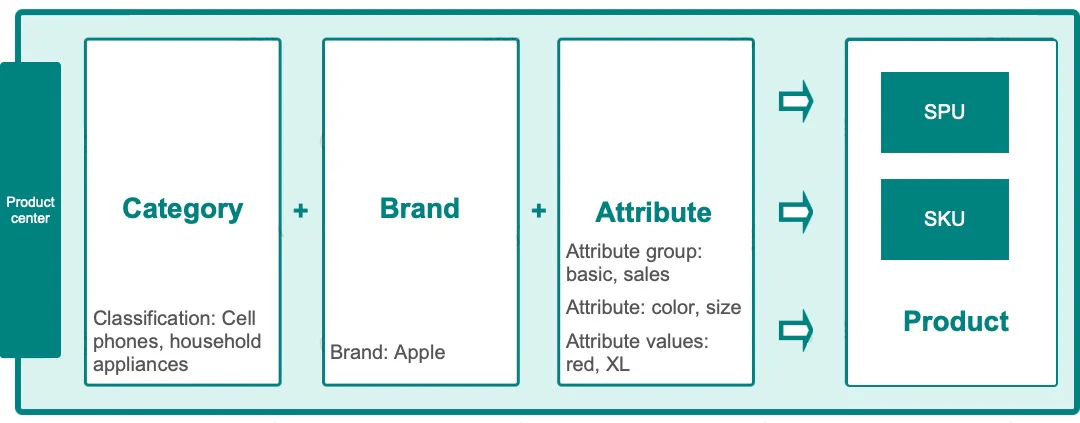 Product
center
Category
Classification: Cell
phones, household
appliances
+
Brand
Brand: Apple
+
Attribute
Attribute group:
basic, sales
Attribute: color, size
Attribute values:
red, XL
SPU
SKU
Product